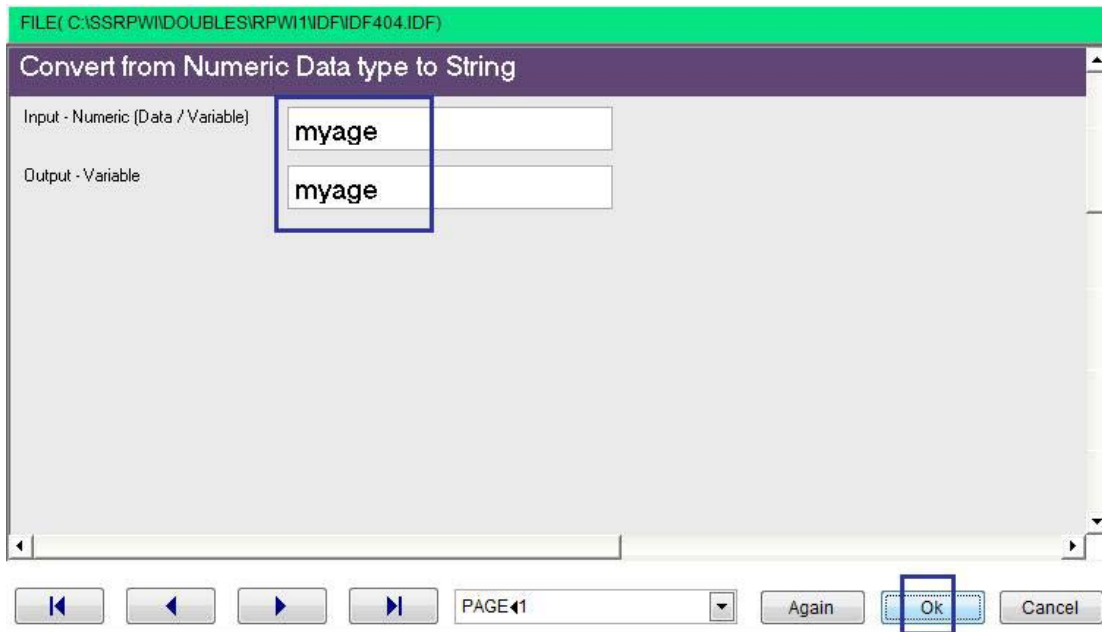 FILE( C:\SSRPWI\DOUBLES\RPWI1\IDF\IDF404.IDF)
Convert from Numeric Data type to String
Input - Numeric (Data / Variable)
myage
Output - Variable
myage
PAGE 1
Again
Ok
Cancel